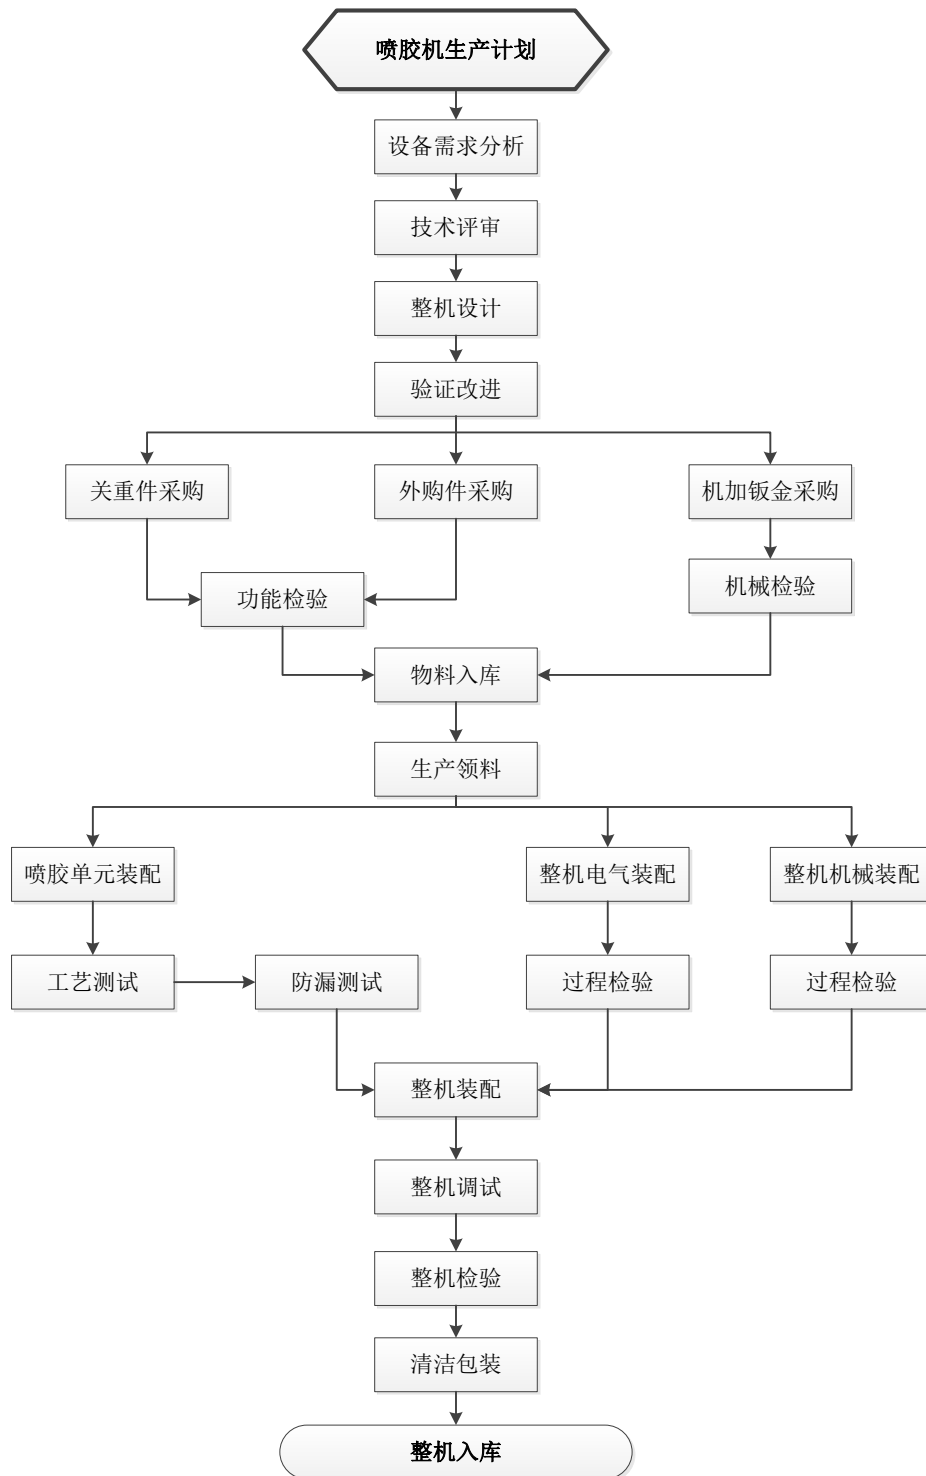 喷胶机生产计划
设备需求分析
技术评审
整机设计
验证改进
关重件采购
外购件采购
机加钣金采购
功能检验
机械检验
物料入库
生产领料
喷胶单元装配
整机电气装配
整机机械装配
工艺测试
防漏测试
过程检验
过程检验
整机装配
整机调试
整机检验
清洁包装
整机入库